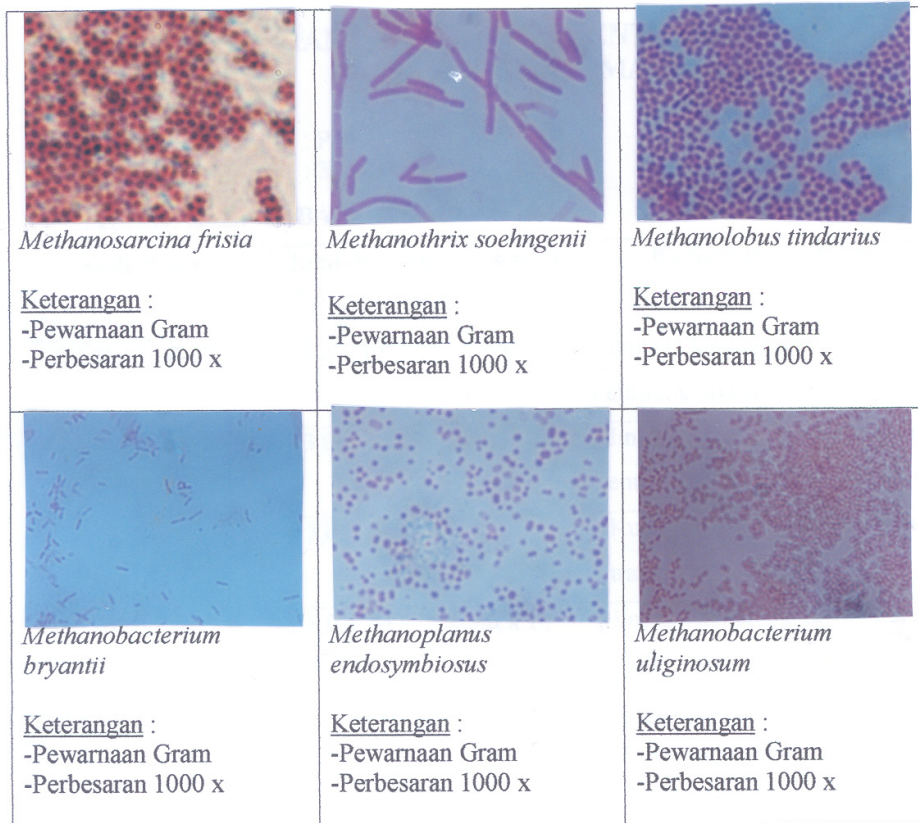 Methanosarcina frisia
Keterangan :
-Pewarnaan Gram
-Perbesaran 1000 x
Methanothrix soehngenii
Keterangan :
-Pewarnaan Gram
-Perbesaran 1000 x
Methanolobus tindarius
Keterangan :
-Pewarnaan Gram
-Perbesaran 1000 x
Methanobacterium
bryantii
Keterangan :
-Pewarnaan Gram
-Perbesaran 1000 x
Methanoplanus
endosymbiosus
Keterangan :
-Pewarnaan Gram
-Perbesaran 1000 x
Methanobacterium
uliginosum
Keterangan :
-Pewarnaan Gram
-Perbesaran 1000 x